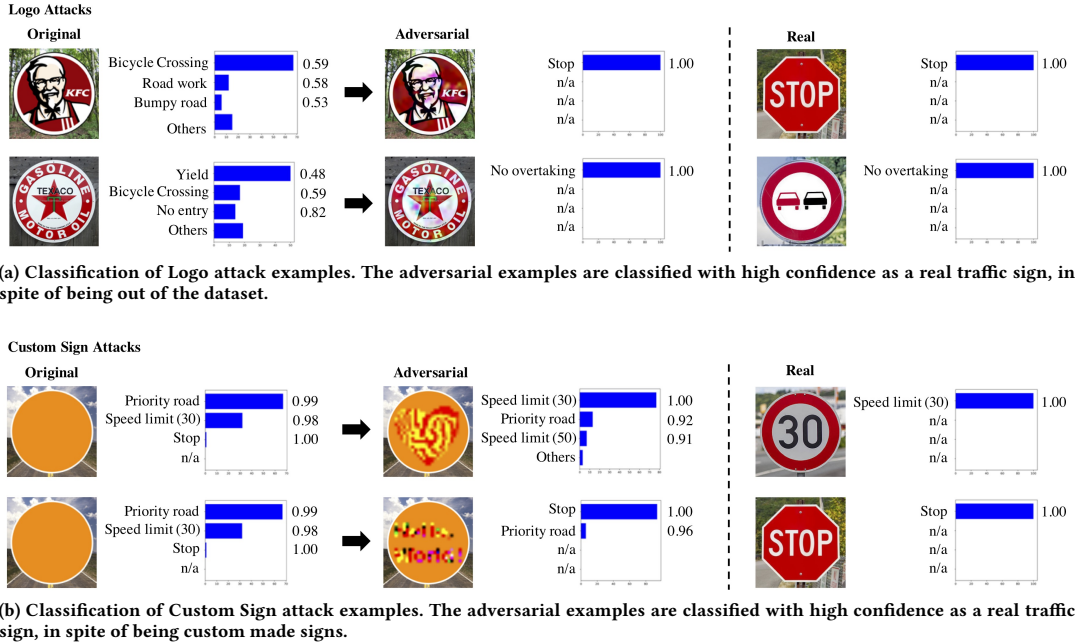 Logo Attacks
Original
Adversarial
Real
KFC
Bicycle Crossing 0.59
Road work 0.58
Bumpy road 0.53
Others
KFC
Stop 1.00
n/a
n/a
n/a
STOP
Stop 1.00
n/a
n/a
n/a
GASOLINE
TEXACO
MOTOR OIL
Yield 0.48
Bicycle Crossing 0.59
No entry 0.82
Others
GASOLINE
TEXACO
MOTOR OIL
No overtaking 1.00
n/a
n/a
n/a
No overtaking 1.00
n/a
n/a
n/a
(a) Classification of Logo attack examples. The adversarial examples are classified with high confidence as a real traffic sign, in
spite of being out of the dataset.
Custom Sign Attacks
Original
Adversarial
Real
Priority road 0.99
Speed limit (30) 0.98
Stop 1.00
n/a
Speed limit (30) 1.00
Priority road 0.92
Speed limit (50) 0.91
Others
30
Speed limit (30) 1.00
n/a
n/a
n/a
Priority road 0.99
Speed limit (30) 0.98
Stop 1.00
n/a
Hello,
World!
Stop 1.00
Priority road 0.96
n/a
n/a
STOP
Stop 1.00
n/a
n/a
n/a
(b) Classification of Custom Sign attack examples. The adversarial examples are classified with high confidence as a real traffic
sign, in spite of being custom made signs.